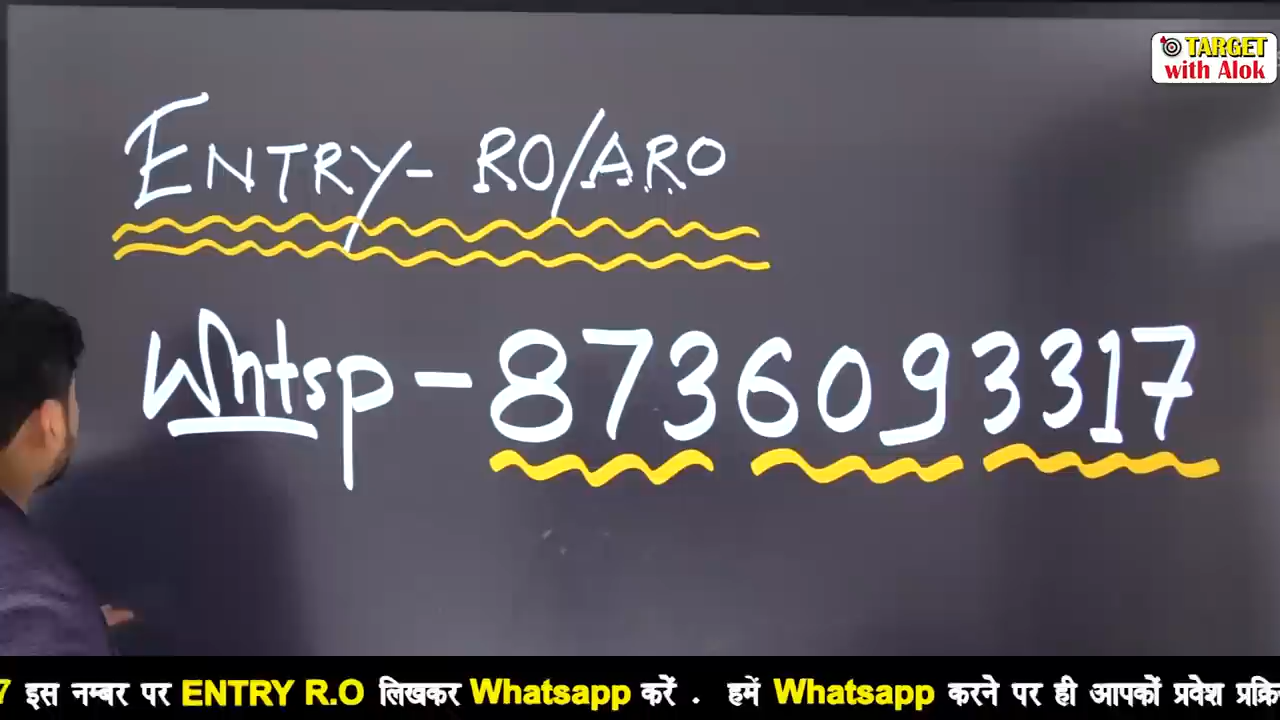 TARGET
with Alok
ENTRY- RO/ARO
Whtsp - 8736093317
7 इस नम्बर पर ENTRY R.O लिखकर Whatsapp करें . हमें Whatsapp करने पर ही आपकों प्रवेश प्रक्रि